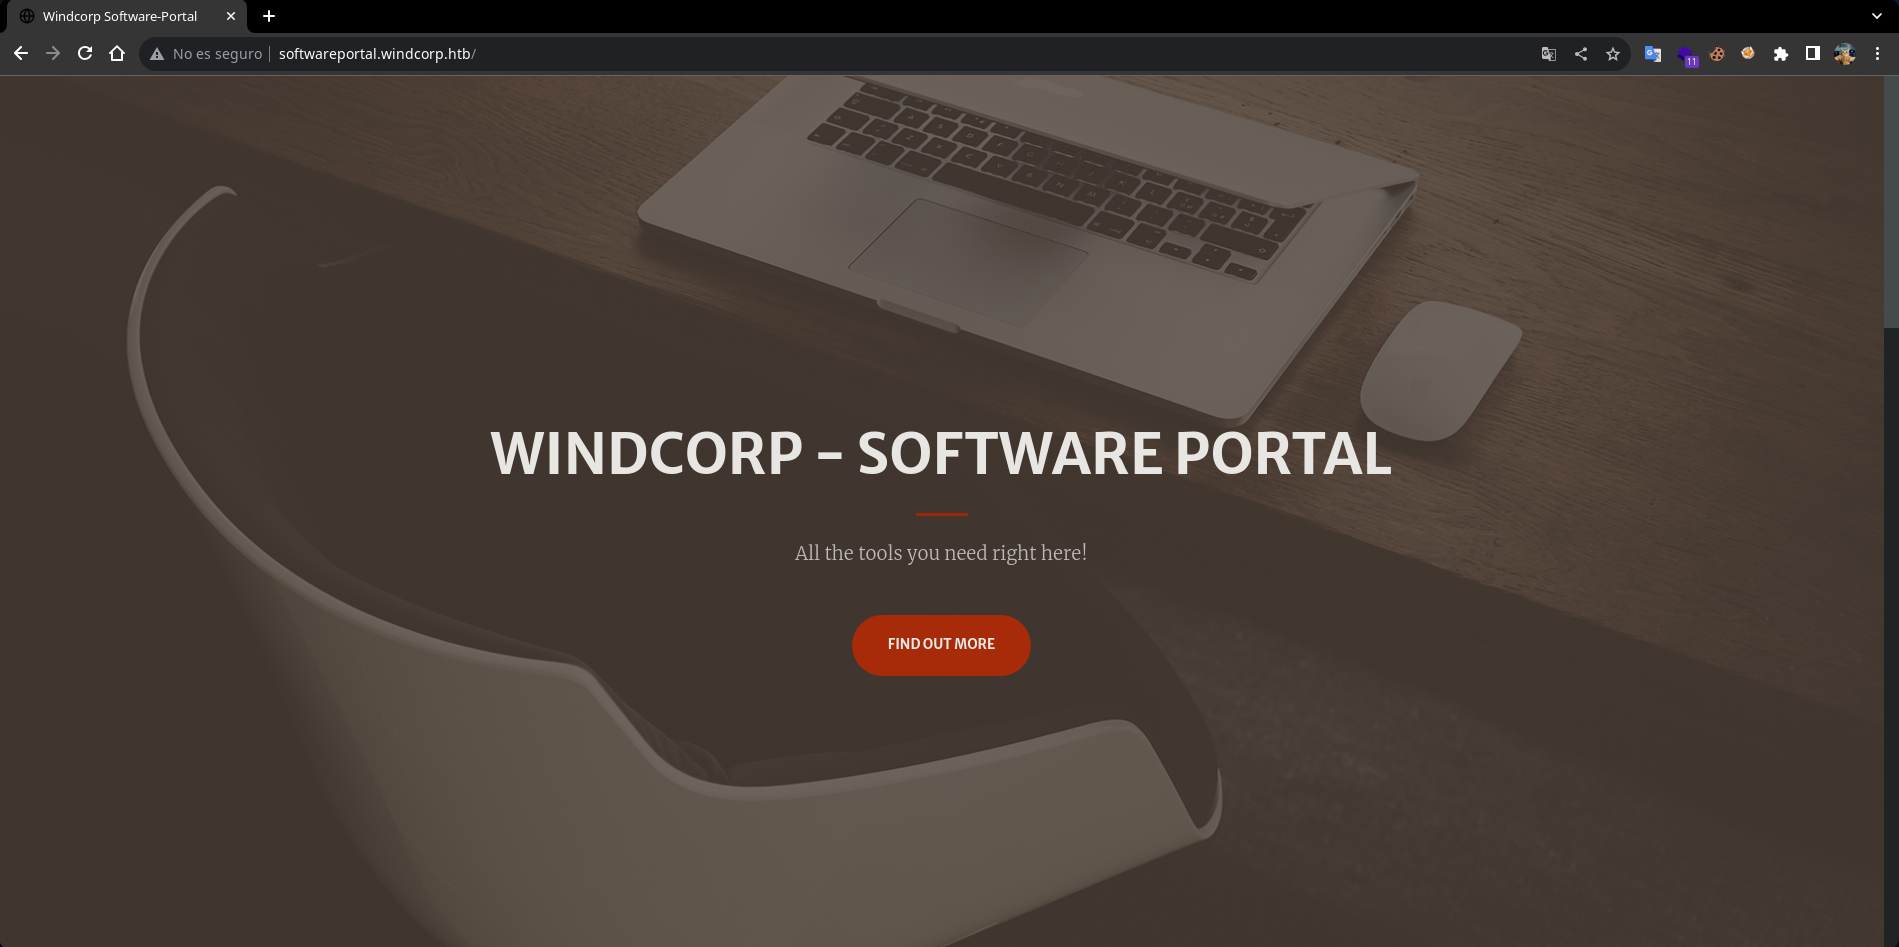 Windcorp Software-Portal
No es seguro
softwareportal.windcorp.htb/
11
WINDCORP - SOFTWARE PORTAL
All the tools you need right here!
FIND OUT MORE